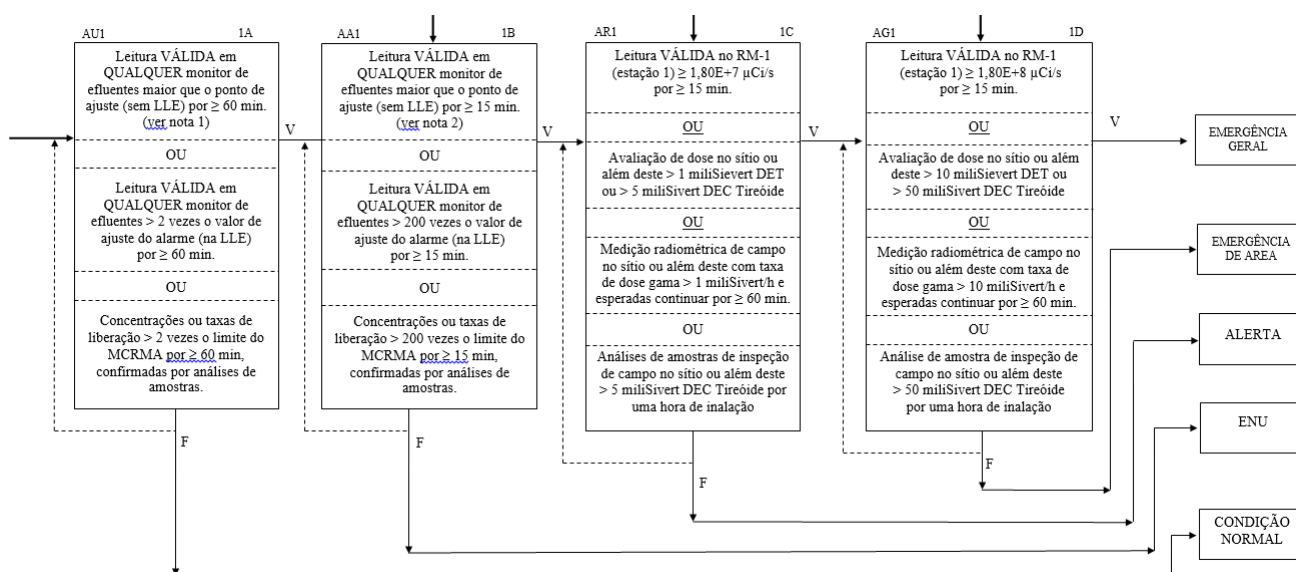 AU1 1A
Leitura VÁLIDA em
QUALQUER monitor de
efluentes maior que o ponto de
ajuste (sem LLE) por ≥ 60 min.
(ver nota 1)
OU
Leitura VÁLIDA em
QUALQUER monitor de
efluentes > 2 vezes o valor de
ajuste do alarme (na LLE)
por ≥ 60 min.
OU
Concentrações ou taxas de
liberação > 2 vezes o limite do
MCRMA por ≥ 60 min,
confirmadas por análises de
amostras.
V
F
AA1 1B
Leitura VÁLIDA em
QUALQUER monitor de
efluentes maior que o ponto de
ajuste (sem LLE) por ≥ 15 min.
(ver nota 2)
OU
Leitura VÁLIDA em
QUALQUER monitor de
efluentes > 200 vezes o valor de
ajuste do alarme (na LLE)
por ≥ 15 min.
OU
Concentrações ou taxas de
liberação > 200 vezes o limite do
MCRMA por ≥ 15 min,
confirmadas por análises de
amostras.
V
F
AR1 1C
Leitura VÁLIDA no RM-1
(estação 1) ≥ 1,80E+7 µCi/s
por ≥ 15 min.
OU
Avaliação de dose no sítio ou
além deste > 1 miliSievert DET
ou > 5 miliSivert DEC Tireóide
OU
Medição radiométrica de campo
no sítio ou além deste com taxa
de dose gama > 1 miliSivert/h e
esperadas continuar por ≥ 60 min.
OU
Análises de amostras de inspeção
de campo no sítio ou além deste
> 5 miliSivert DEC Tireóide por
uma hora de inalação
V
F
AG1 1D
Leitura VÁLIDA no RM-1
(estação 1) ≥ 1,80E+8 µCi/s
por ≥ 15 min.
OU
Avaliação de dose no sítio ou além
deste > 10 miliSievert DET ou
> 50 miliSivert DEC Tireóide
OU
Medição radiométrica de campo no
sítio ou além deste com taxa de
dose gama > 10 miliSivert/h e
esperadas continuar por ≥ 60 min.
OU
Análise de amostra de inspeção de
campo no sítio ou além deste
> 50 miliSivert DEC Tireóide
por uma hora de inalação
V
F
EMERGÊNCIA
GERAL
EMERGÊNCIA
DE AREA
ALERTA
ENU
CONDIÇÃO
NORMAL